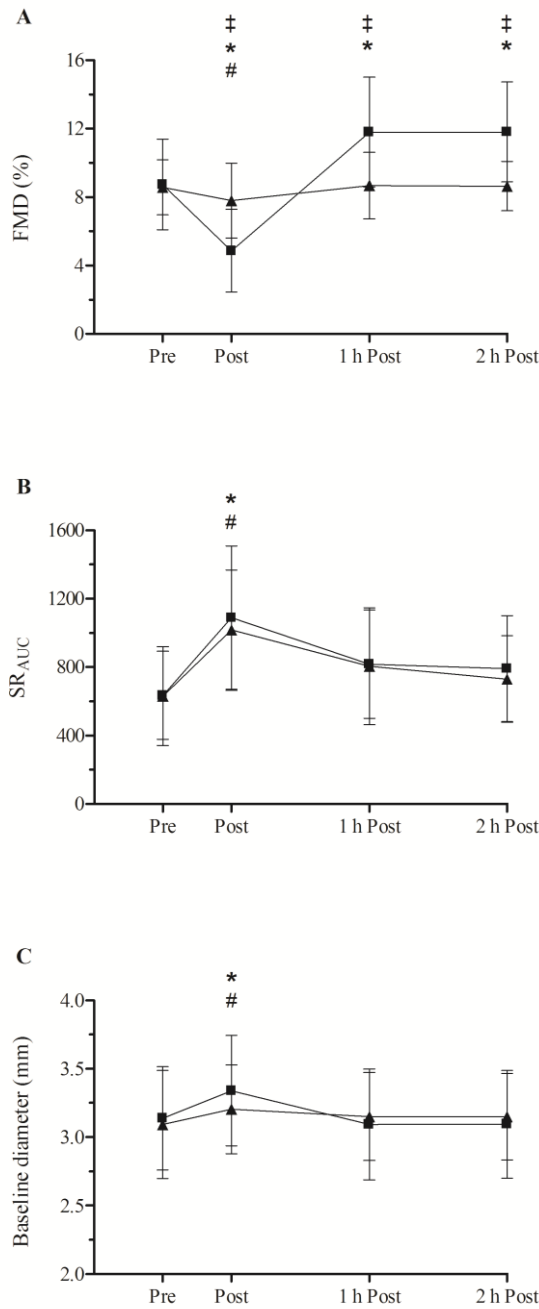 A
‡ ‡ ‡
* * *
#
16
12
8
4
0
FMD (%)
Pre Post 1 h Post 2 h Post
B
*
#
1600
1200
800
400
0
SRAUC
Pre Post 1 h Post 2 h Post
C
*
#
4.0
3.5
3.0
2.5
2.0
Baseline diameter (mm)
Pre Post 1 h Post 2 h Post